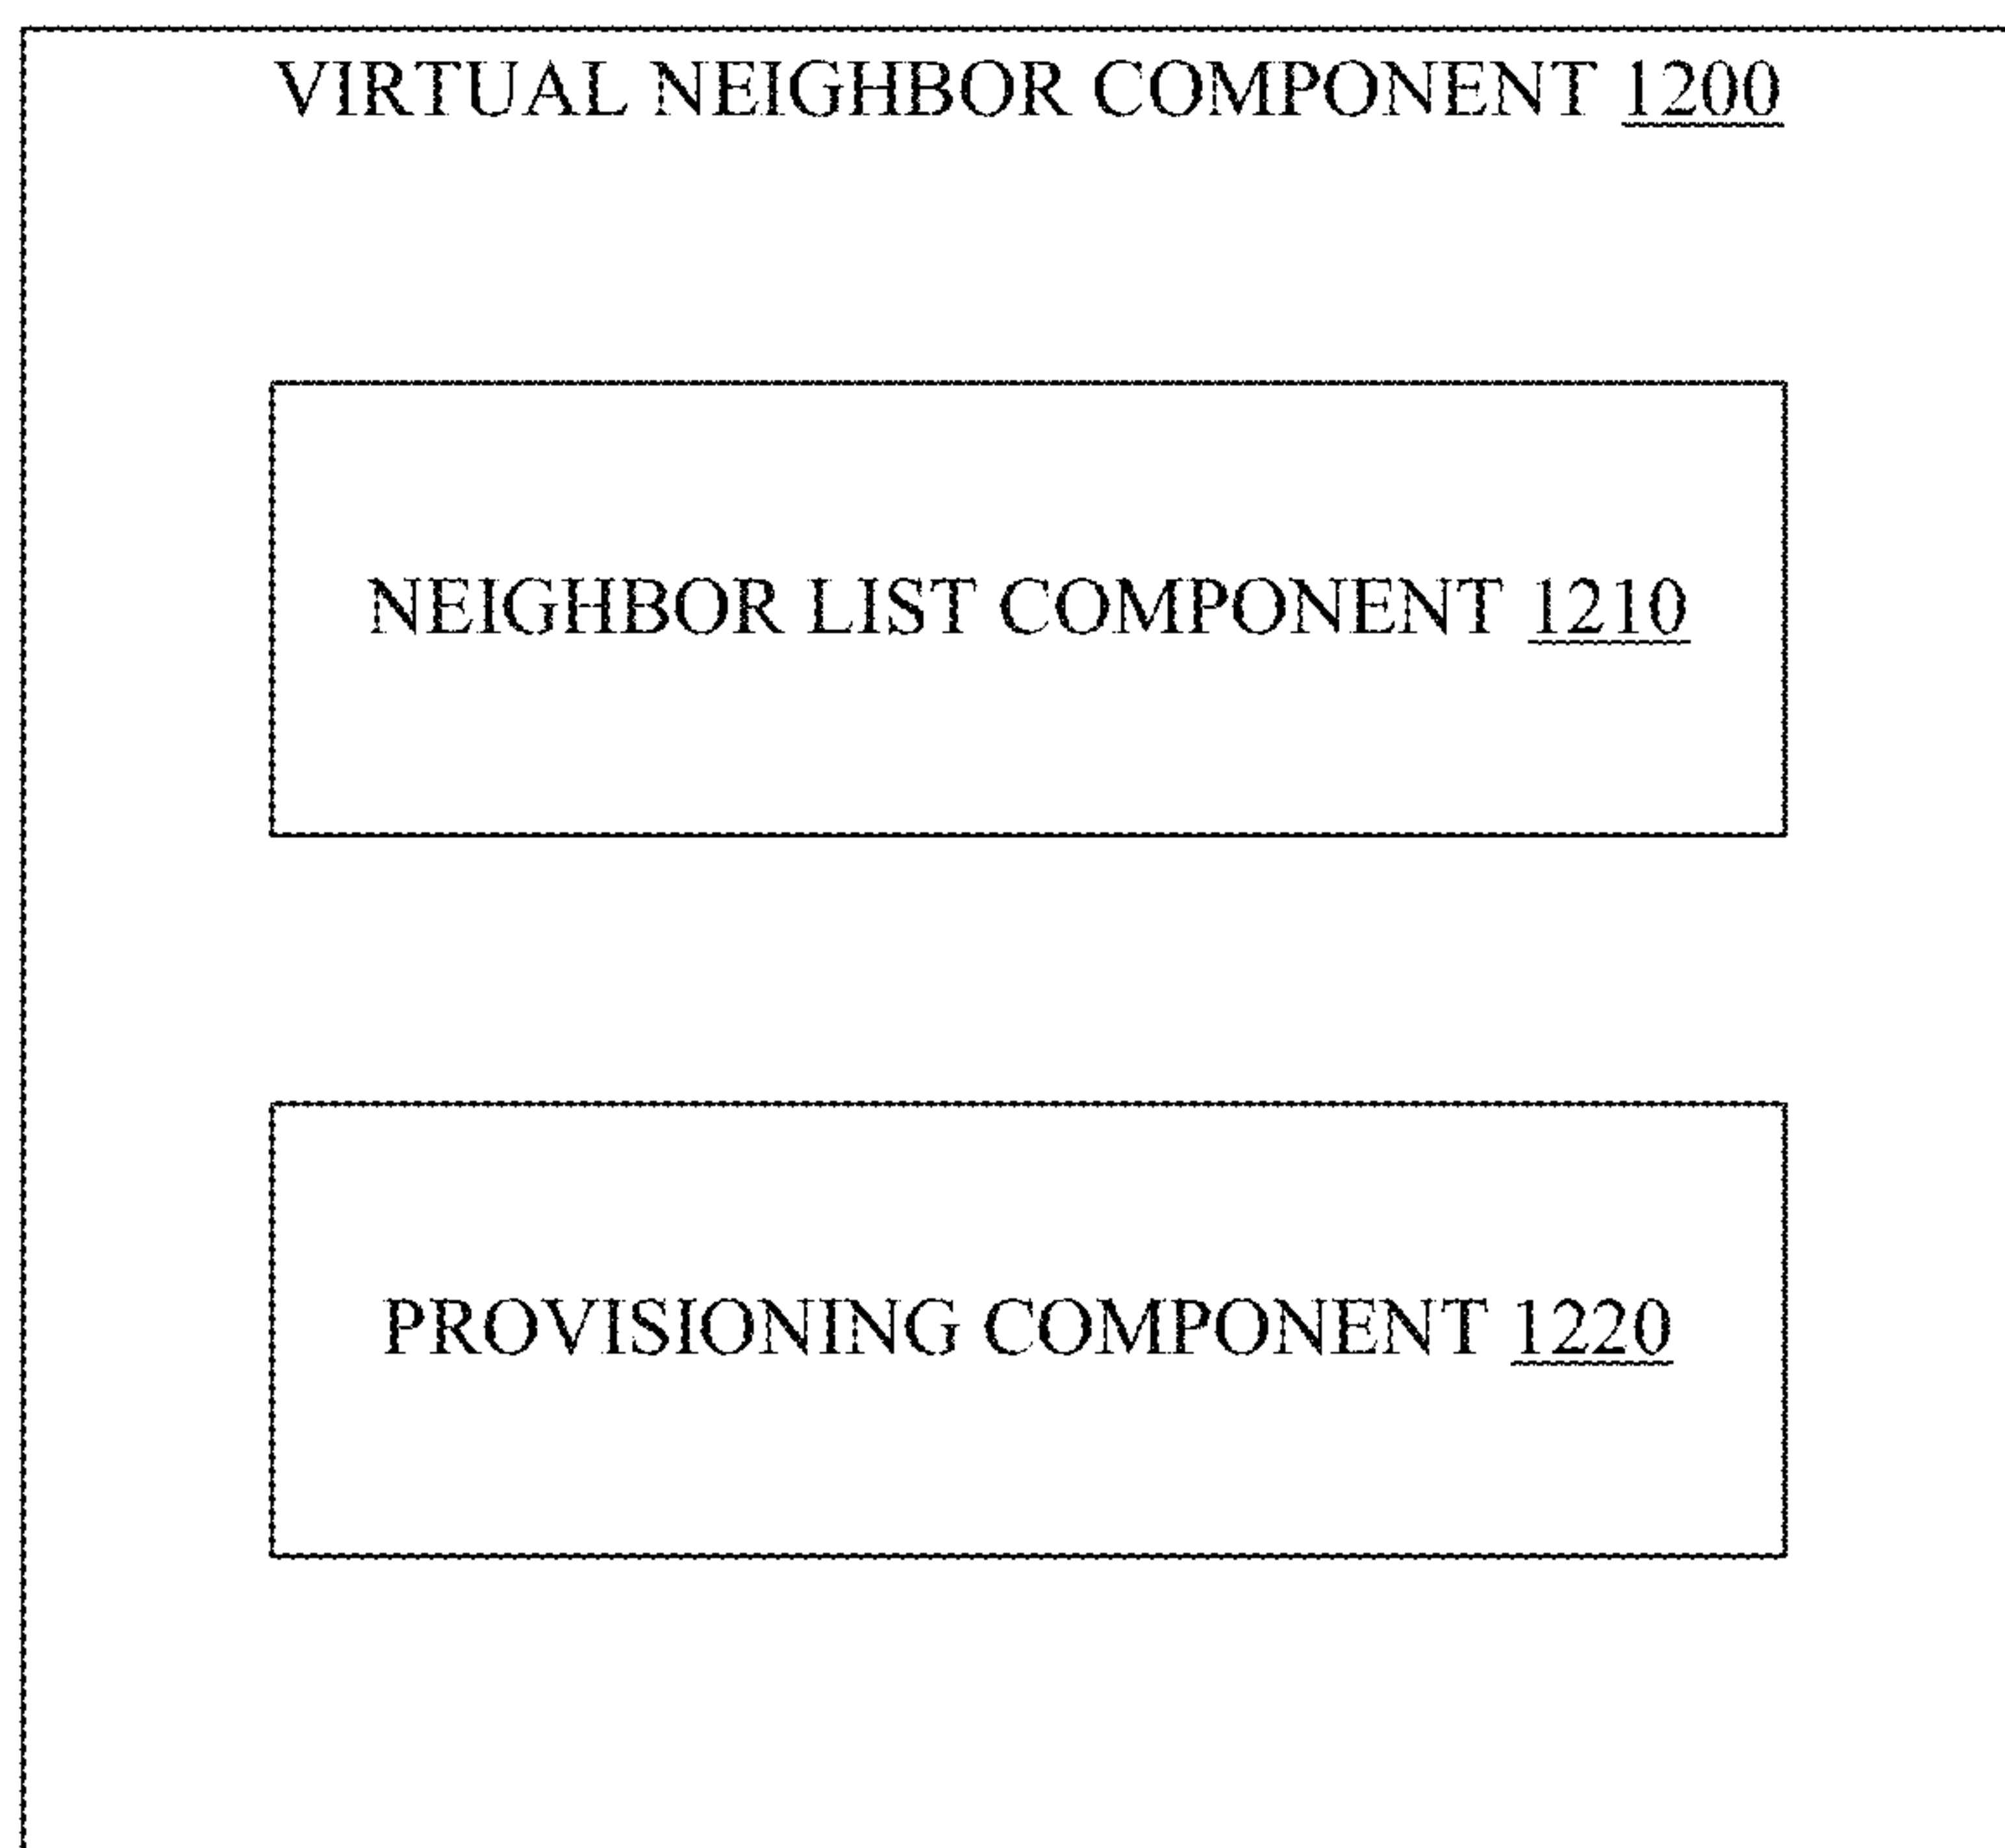 VIRTUAL NEIGHBOR COMPONENT 1200
NEIGHBOR LIST COMPONENT 1210
PROVISIONING COMPONENT 1220